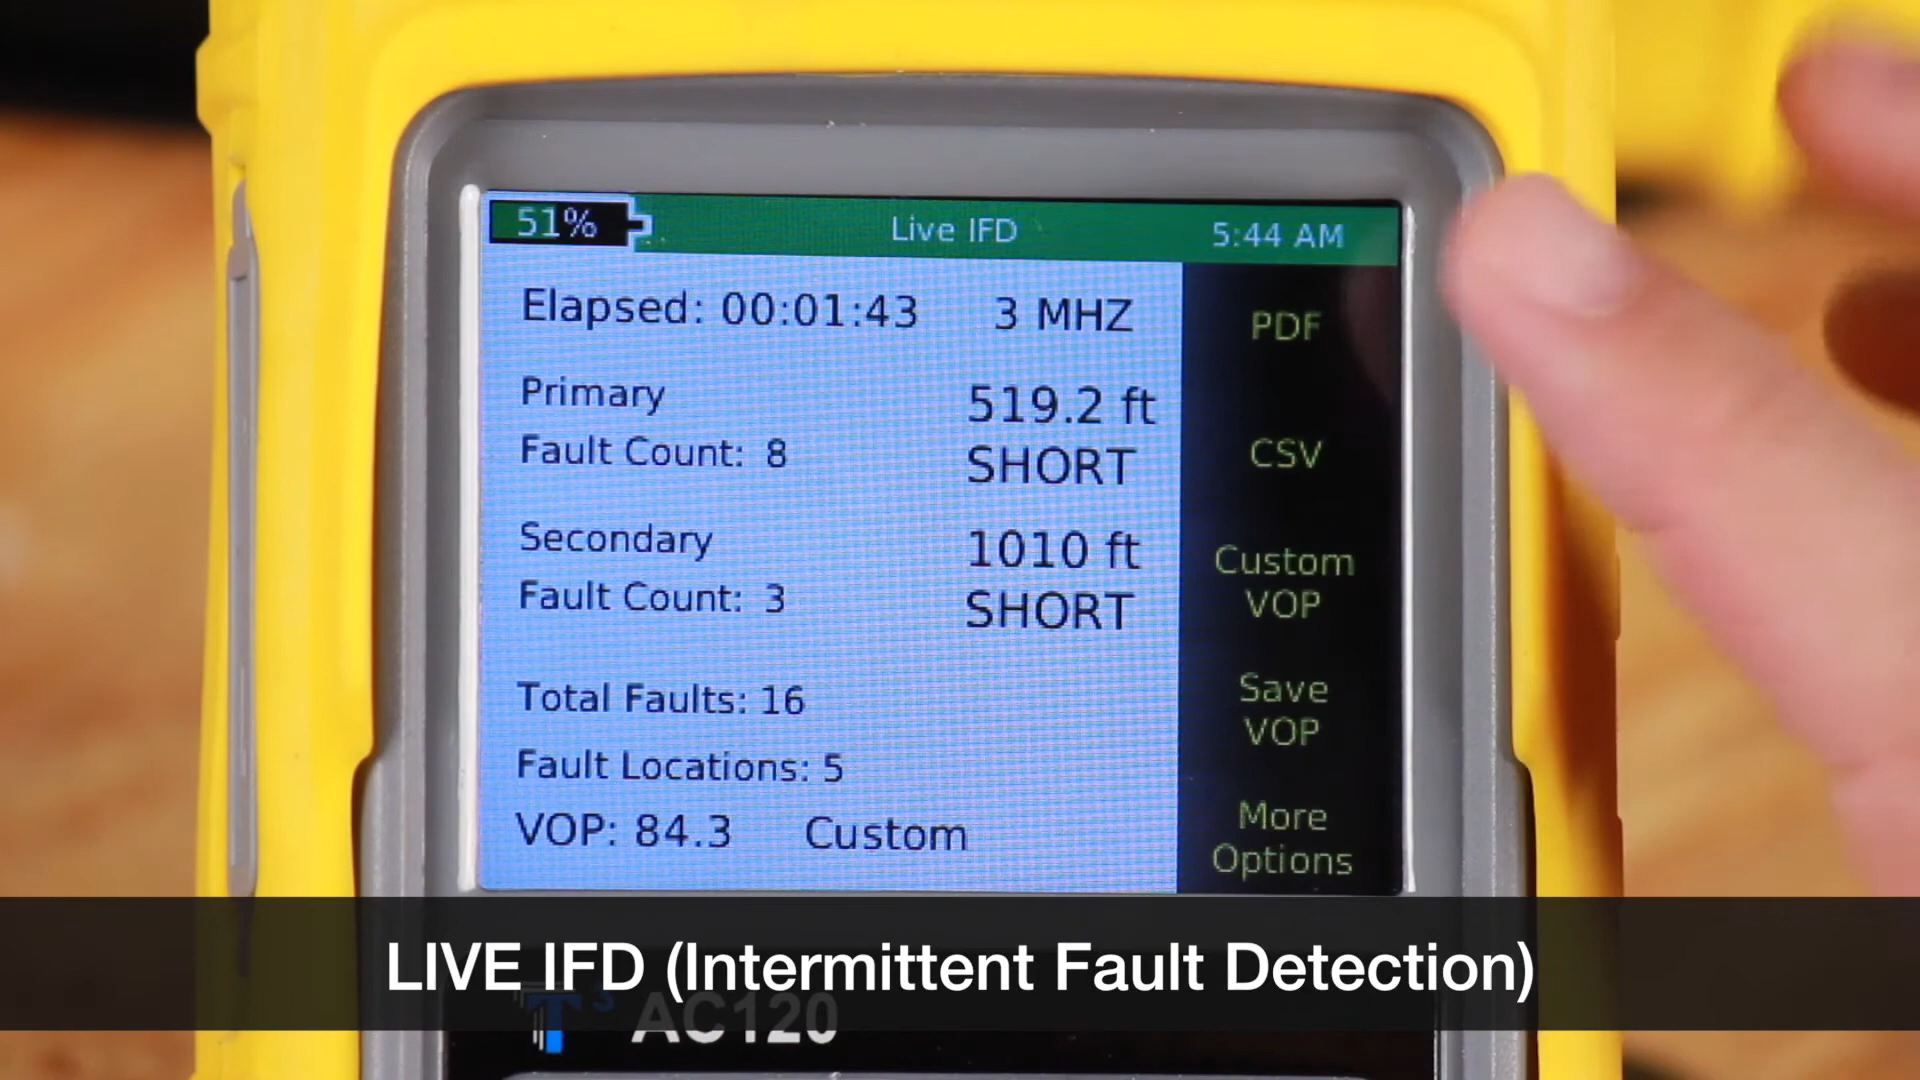 51% Live IFD 5:44 AM
Elapsed: 00:01:43 3 MHZ
Primary 519.2 ft
Fault Count: 8 SHORT
Secondary 1010 ft
Fault Count: 3 SHORT
Total Faults: 16
Fault Locations: 5
VOP: 84.3 Custom
PDF
CSV
Custom
VOP
Save
VOP
More
Options
LIVE IFD (Intermittent Fault Detection)
T3 AC120